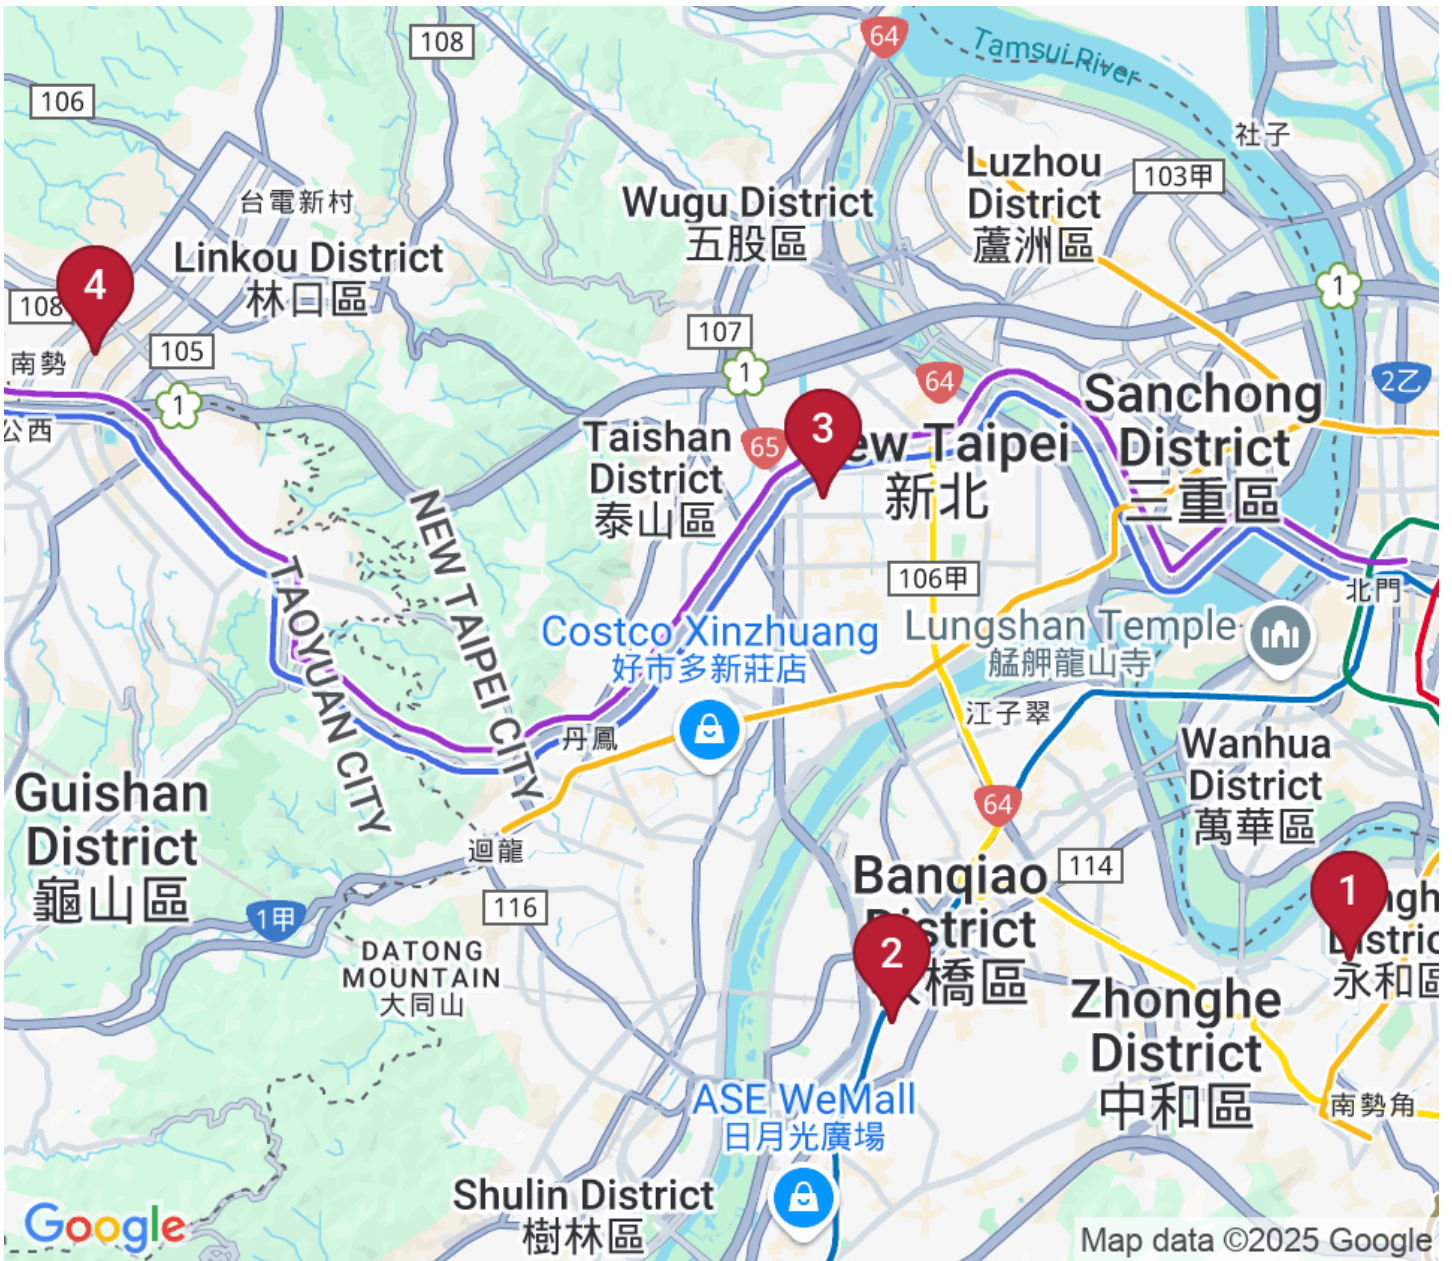 108
64
Tamsui River
106
社子
Luzhou
District
蘆洲區
103甲
台電新村
Wugu District
五股區
Linkou District
林口區
4
108
1
107
105
南勢
1
1
64
2乙
Sanchong
District
三重區
公西
Taishan
District
泰山區
65
3
ew Taipei
新北
NEW TAIPEI CITY
TAOYUAN CITY
106甲
北門
Costco Xinzhuang
好市多新莊店
Lungshan Temple
艋舺龍山寺
江子翠
丹鳳
Wanhua
District
萬華區
Guishan
District
龜山區
64
迴龍
Banqiao
District
橋區
114
1
ngh
District
永和區
116
1甲
2
DATONG
MOUNTAIN
大同山
Zhonghe
District
中和區
ASE WeMall
日月光廣場
南勢角
Shulin District
樹林區
Google
Map data ©2025 Google